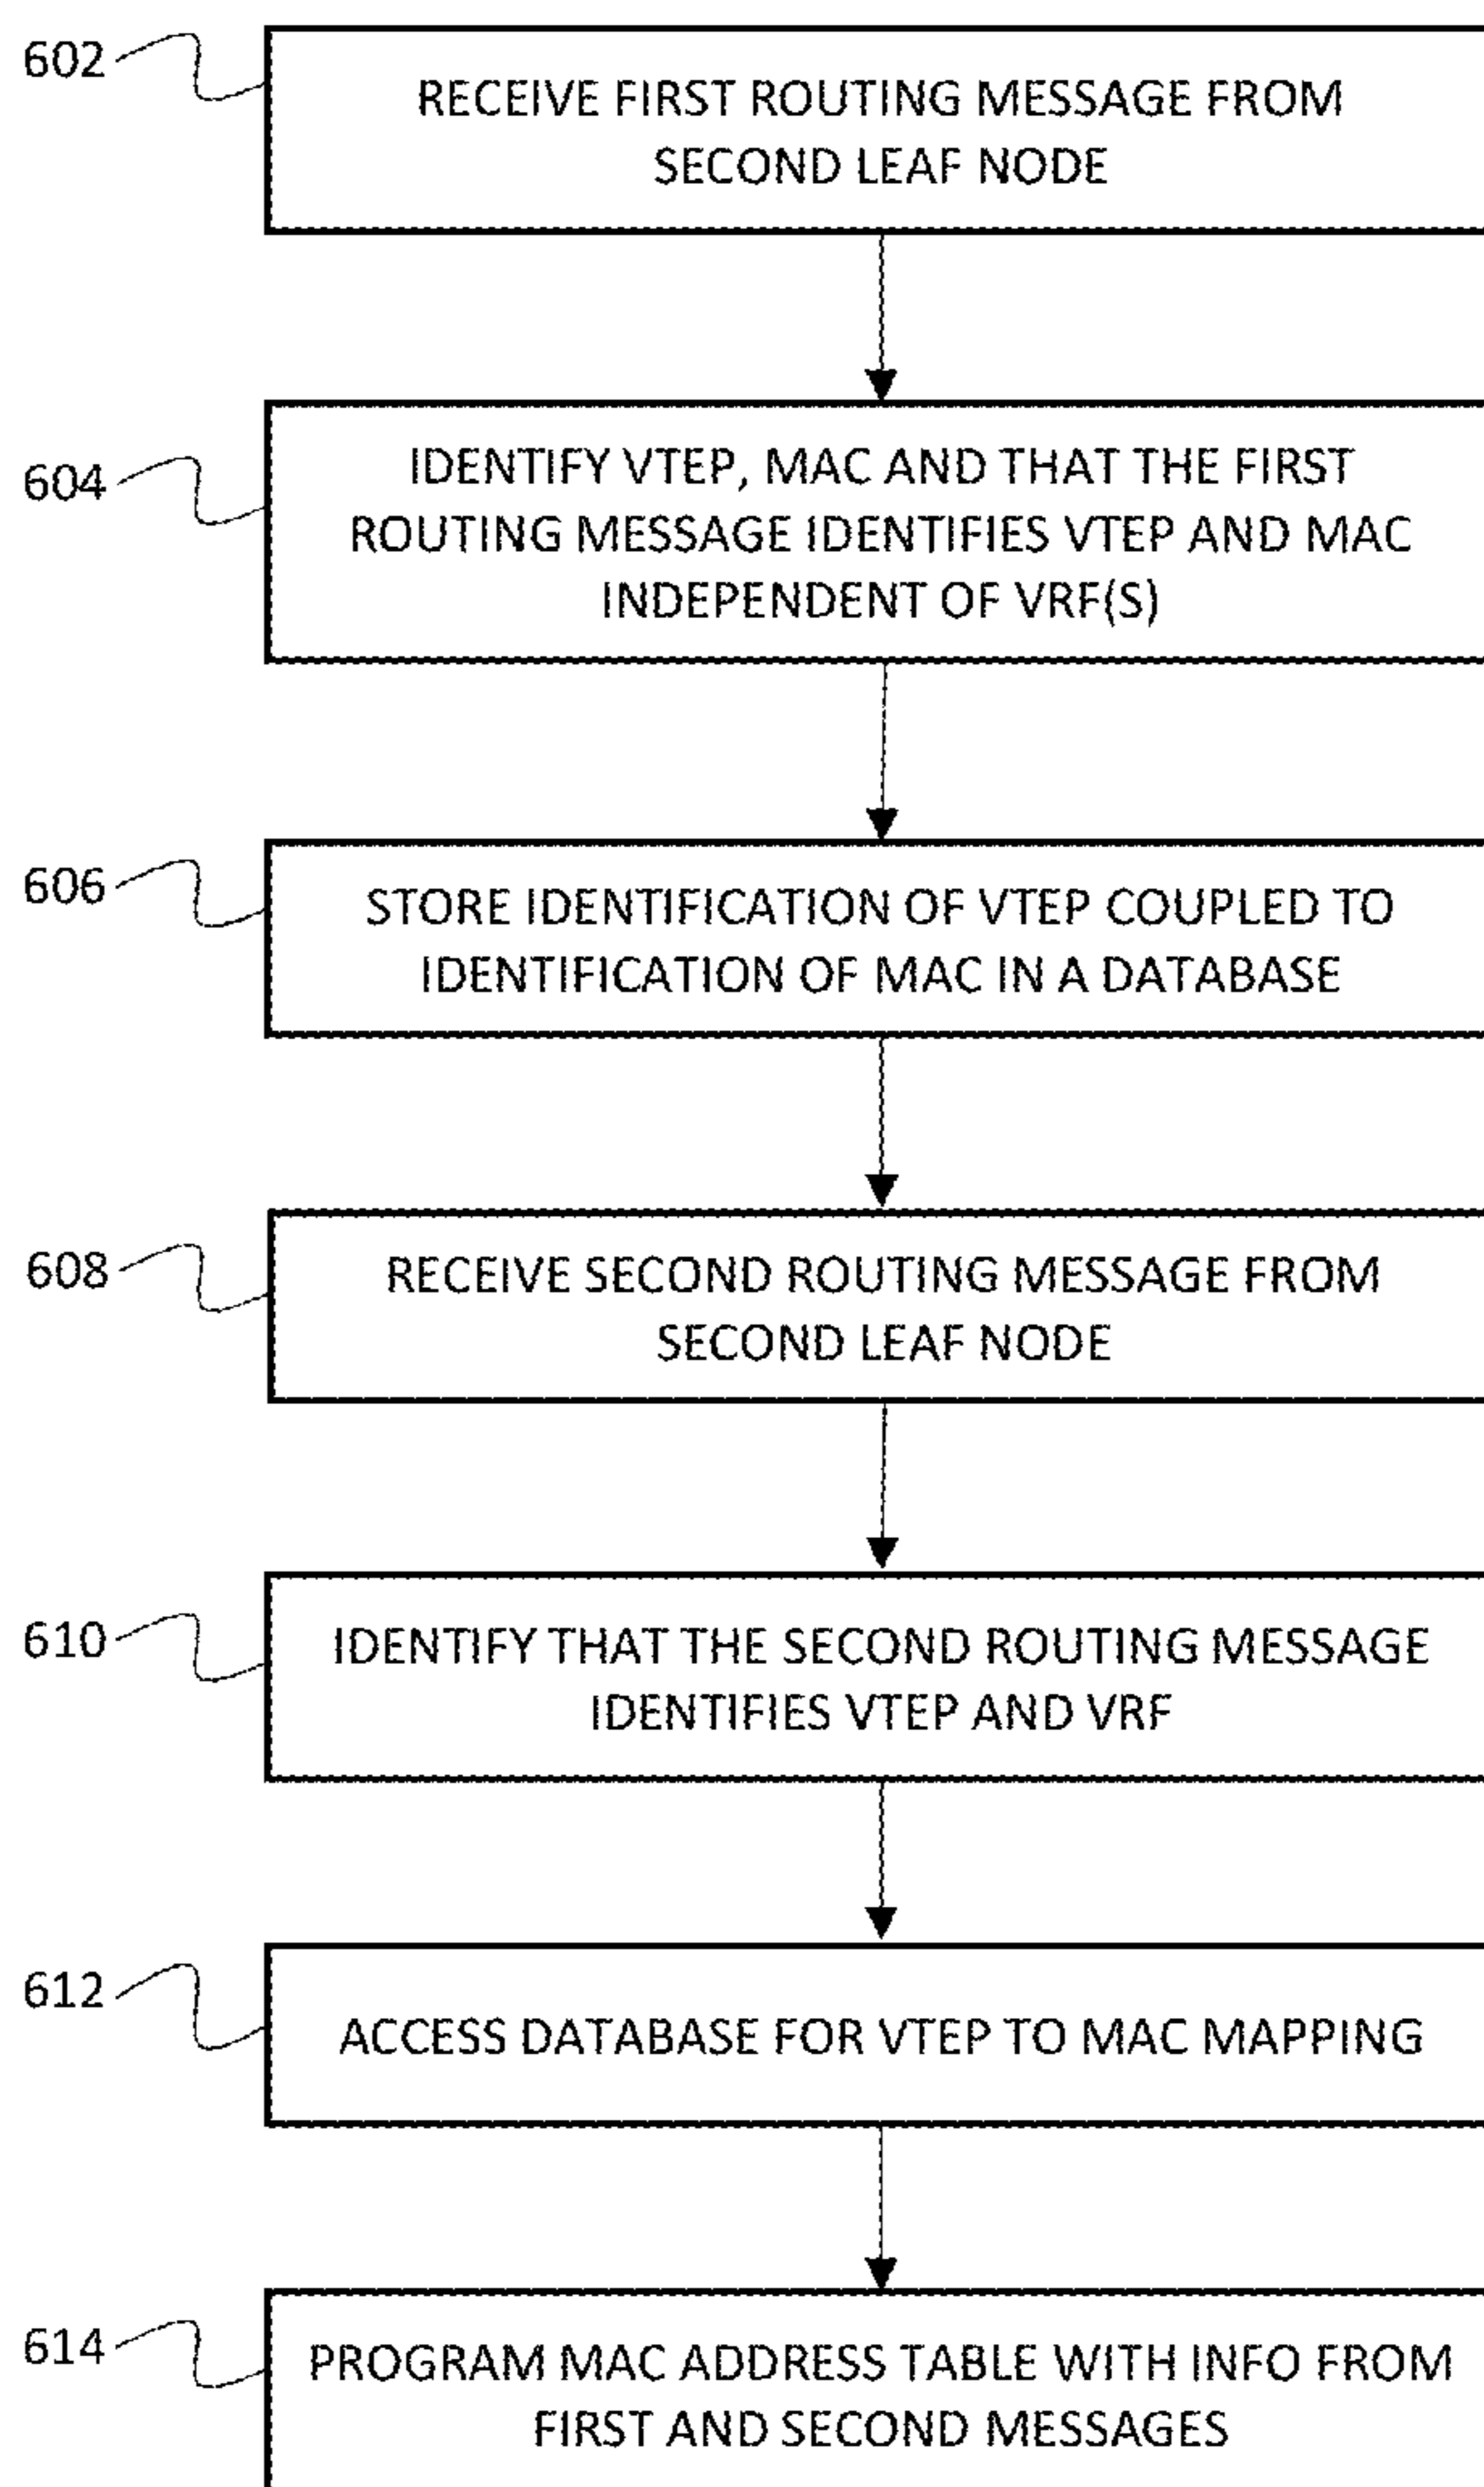 602
RECEIVE FIRST ROUTING MESSAGE FROM
SECOND LEAF NODE
604
IDENTIFY VTEP, MAC AND THAT THE FIRST
ROUTING MESSAGE IDENTIFIES VTEP AND MAC
INDEPENDENT OF VRF(S)
606
STORE IDENTIFICATION OF VTEP COUPLED TO
IDENTIFICATION OF MAC IN A DATABASE
608
RECEIVE SECOND ROUTING MESSAGE FROM
SECOND LEAF NODE
610
IDENTIFY THAT THE SECOND ROUTING MESSAGE
IDENTIFIES VTEP AND VRF
612
ACCESS DATABASE FOR VTEP TO MAC MAPPING
614
PROGRAM MAC ADDRESS TABLE WITH INFO FROM
FIRST AND SECOND MESSAGES